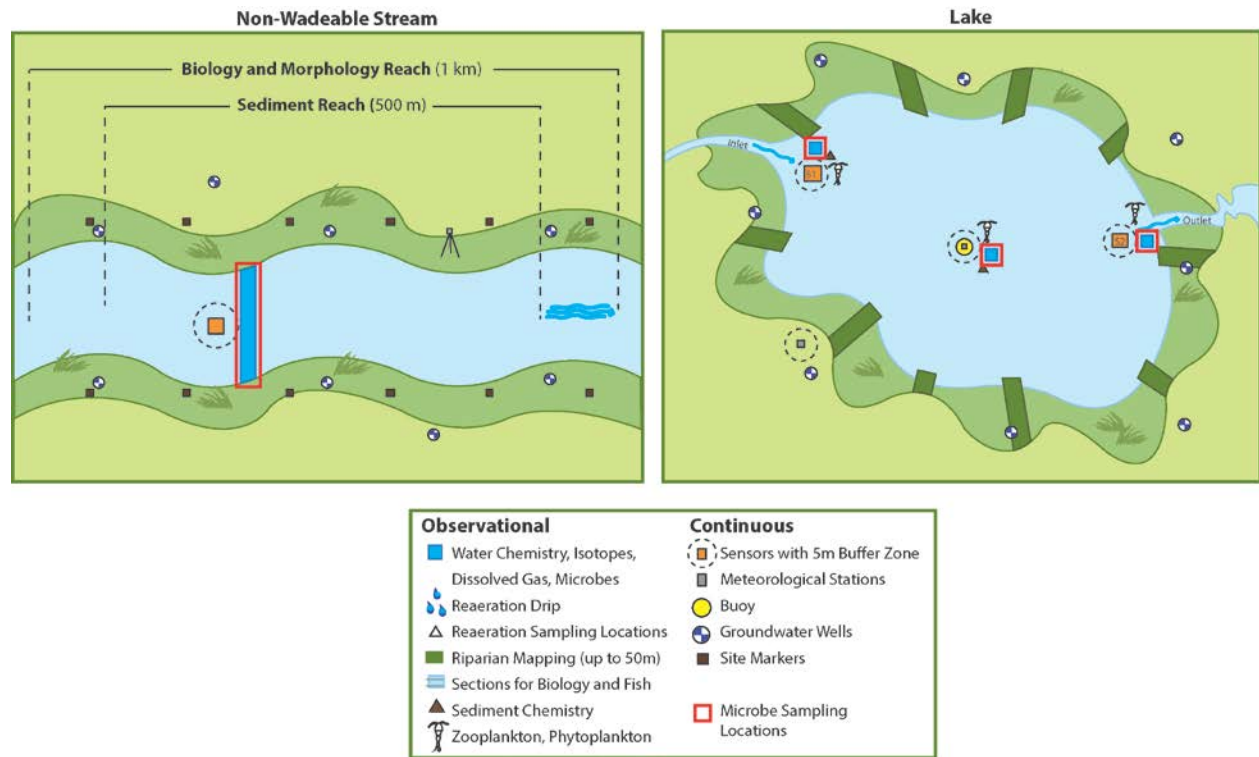 Non-Wadeable Stream
Biology and Morphology Reach (1 km)
Sediment Reach (500 m)
Lake
Inlet
S1
S2
Outlet
Observational
Water Chemistry, Isotopes,
Dissolved Gas, Microbes
Reaeration Drip
Reaeration Sampling Locations
Riparian Mapping (up to 50m)
Sections for Biology and Fish
Sediment Chemistry
Zooplankton, Phytoplankton
Continuous
Sensors with 5m Buffer Zone
Meteorological Stations
Buoy
Groundwater Wells
Site Markers
Microbe Sampling
Locations